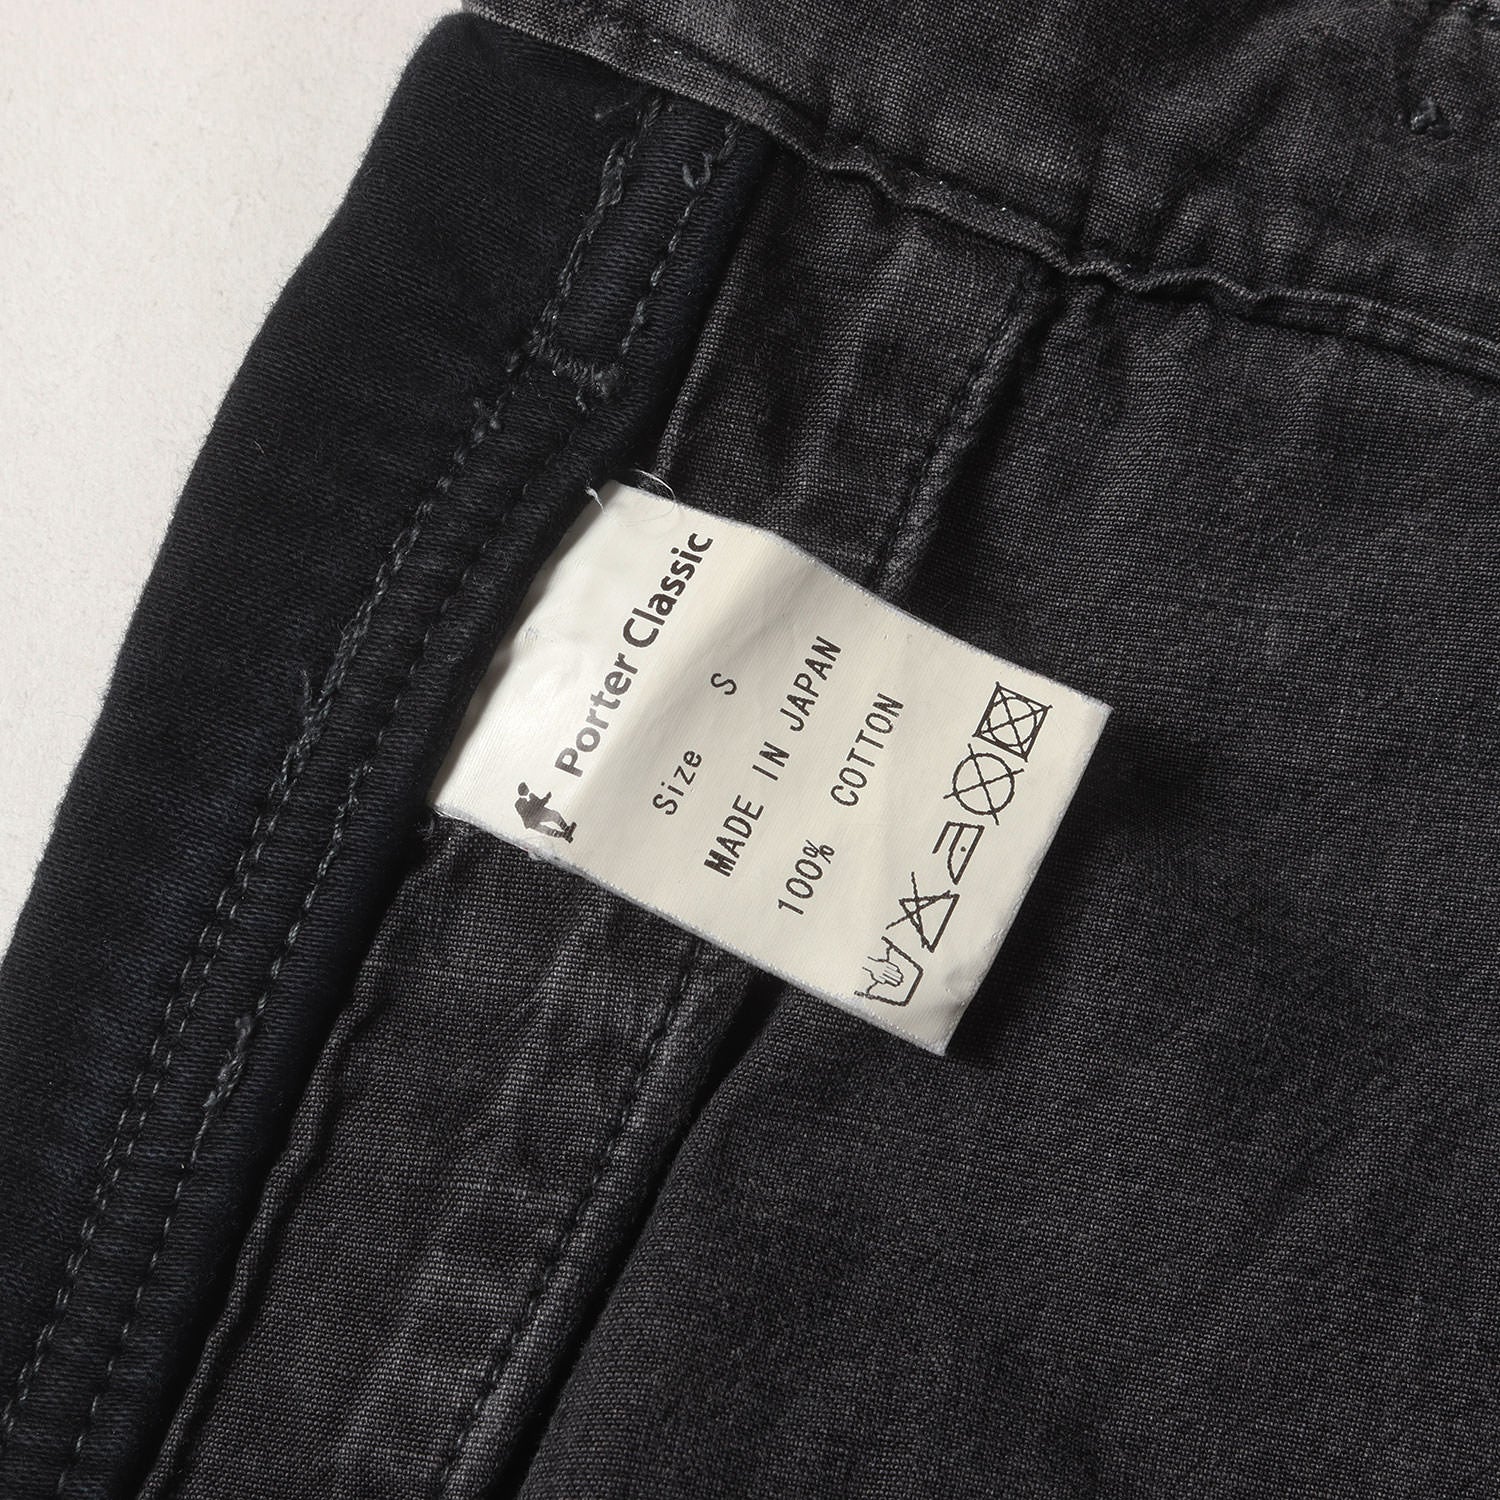 Porter Classic
Size S
MADE IN JAPAN
100% COTTON